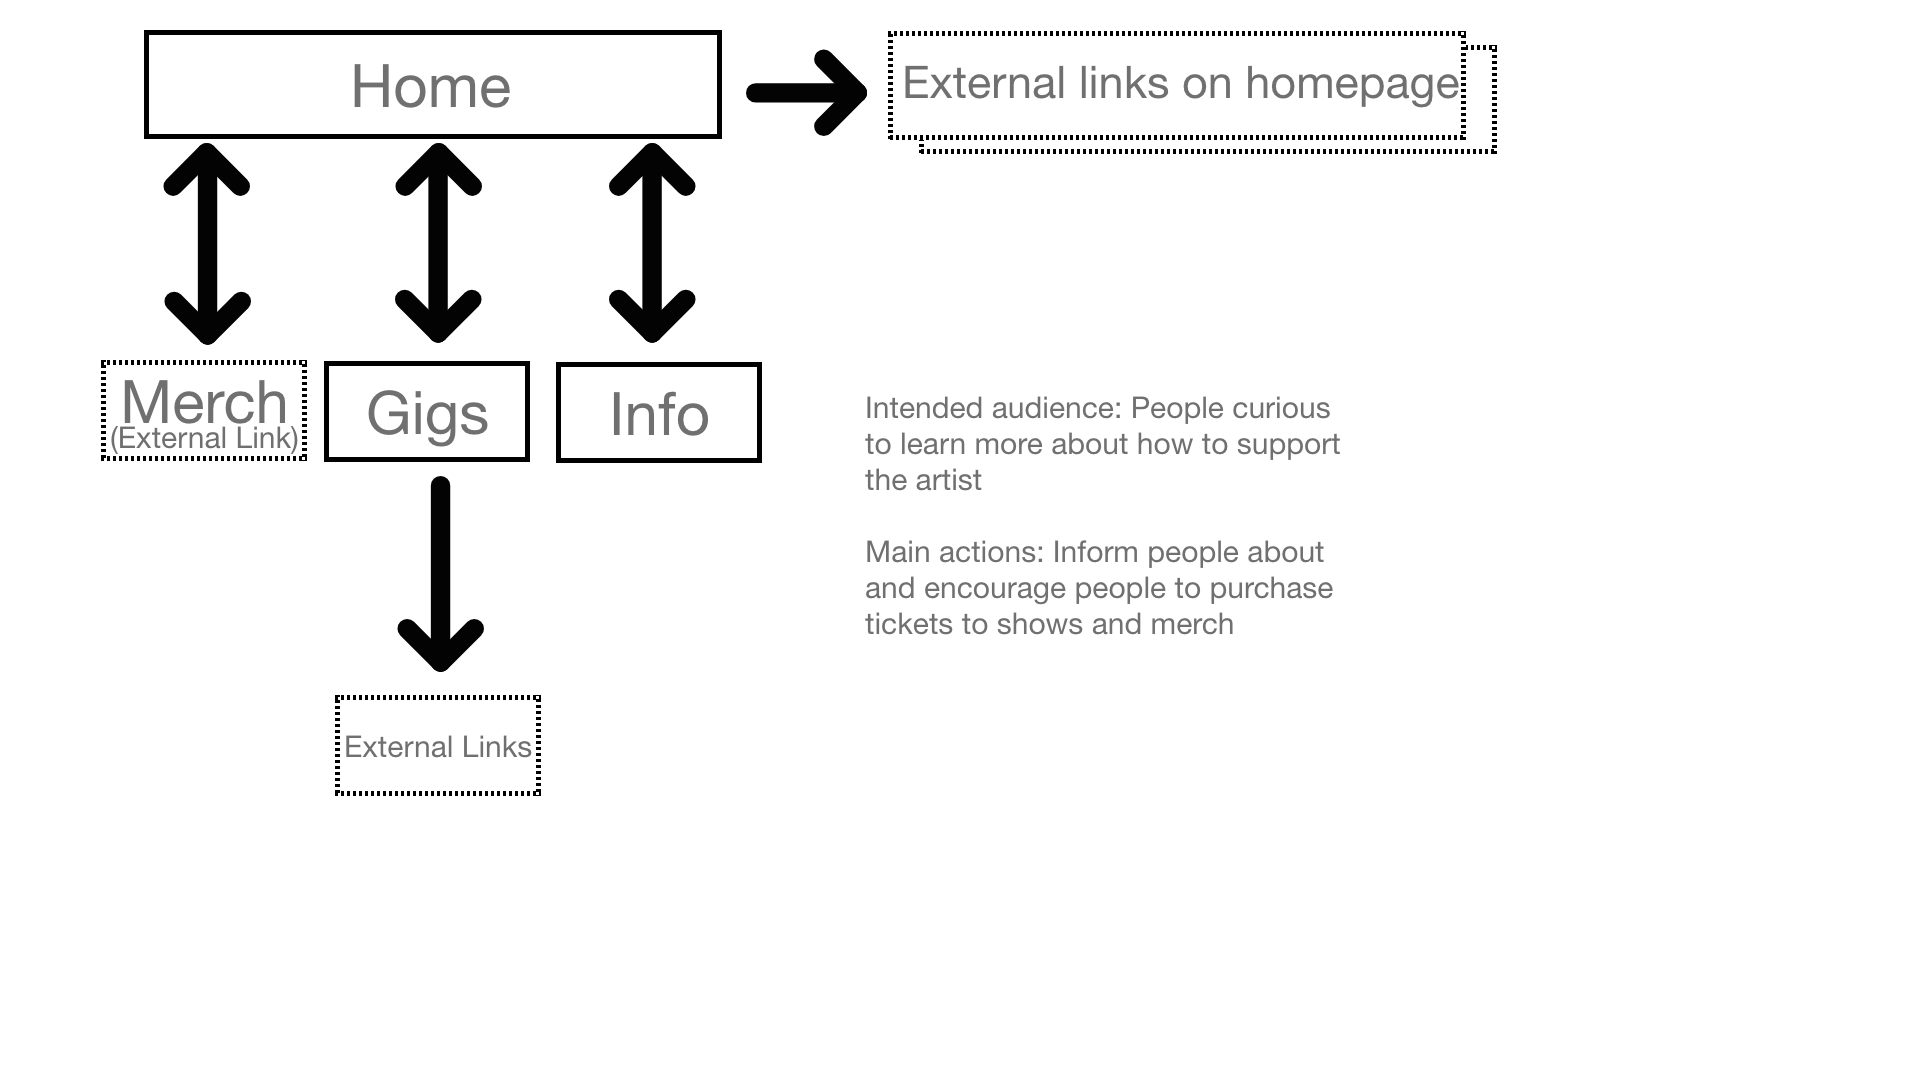 Home
External links on homepage
Merch
(External Link)
Gigs
Info
Intended audience: People curious
to learn more about how to support
the artist
Main actions: Inform people about
and encourage people to purchase
tickets to shows and merch
External Links